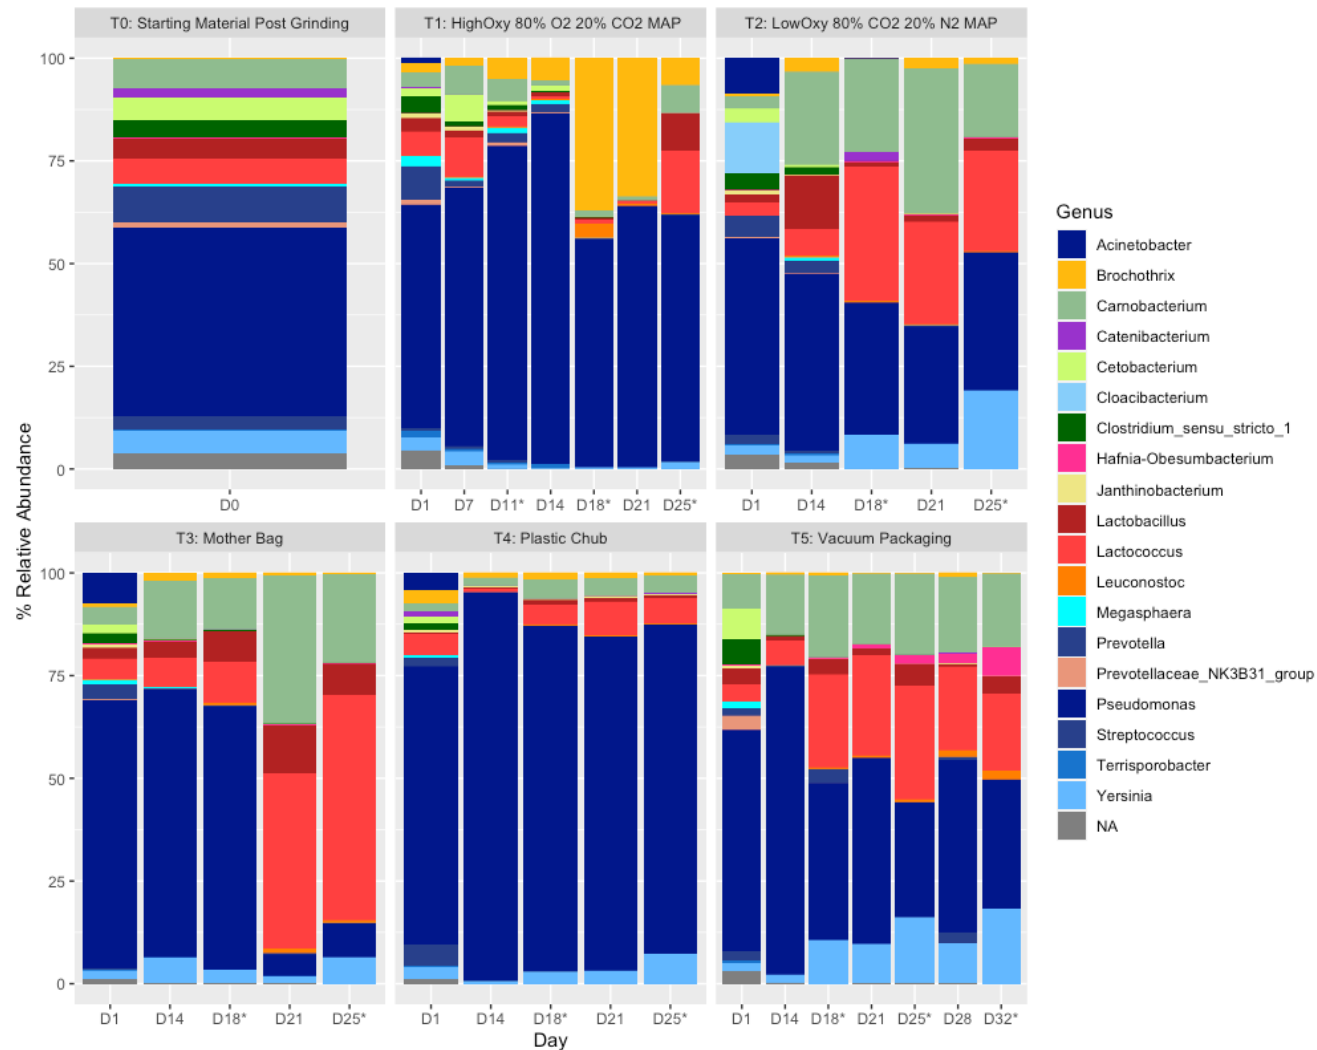 T0: Starting Material Post Grinding
T1: HighOxy 80% O2 20% CO2 MAP
T2: LowOxy 80% CO2 20% N2 MAP
100
75
50
25
0
D0
D1 D7 D11* D14 D18* D21 D25*
D1 D14 D18* D21 D25*
T3: Mother Bag
T4: Plastic Chub
T5: Vacuum Packaging
100
75
50
25
0
D1 D14 D18* D21 D25*
D1 D14 D18* D21 D25*
D1 D14 D18* D21 D25* D28 D32*
% Relative Abundance
Day
Genus
Acinetobacter
Brochothrix
Carnobacterium
Catenibacterium
Cetobacterium
Cloacibacterium
Clostridium_sensu_stricto_1
Hafnia-Obesumbacterium
Janthinobacterium
Lactobacillus
Lactococcus
Leuconostoc
Megasphaera
Prevotella
Prevotellaceae_NK3B31_group
Pseudomonas
Streptococcus
Terrisporobacter
Yersinia
NA